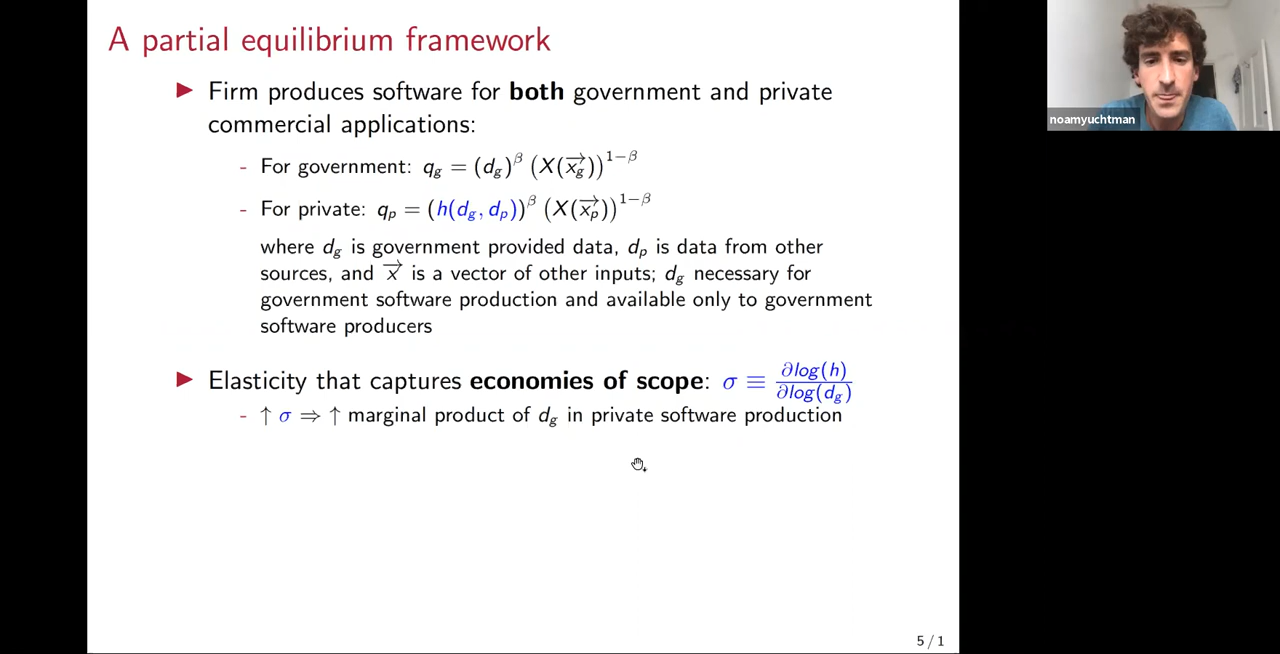 A partial equilibrium framework
▶ Firm produces software for both government and private
commercial applications:
- For government: q_g = (d_g)^β (X(x⃗_g))^{1−β}
- For private: q_p = (h(d_g, d_p))^β (X(x⃗_p))^{1−β}
where d_g is government provided data, d_p is data from other
sources, and x⃗ is a vector of other inputs; d_g necessary for
government software production and available only to government
software producers
▶ Elasticity that captures economies of scope: σ ≡ ∂log(h)/∂log(d_g)
- ↑ σ ⇒ ↑ marginal product of d_g in private software production
5 / 1
noamyuchtman